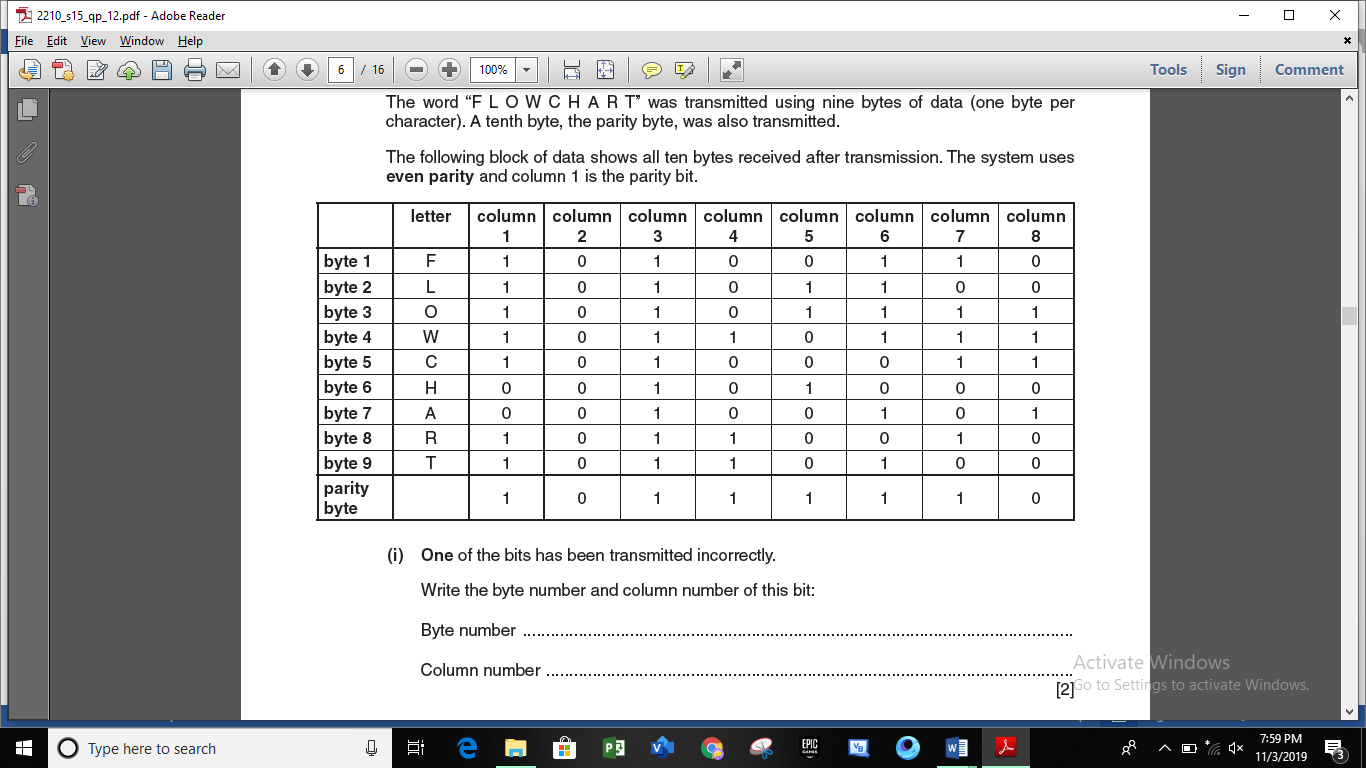 2210_s15_qp_12.pdf - Adobe Reader
File Edit View Window Help
6 / 16 100% Tools Sign Comment
The word “F L O W C H A R T” was transmitted using nine bytes of data (one byte per
character). A tenth byte, the parity byte, was also transmitted.
The following block of data shows all ten bytes received after transmission. The system uses
even parity and column 1 is the parity bit.
letter column 1 column 2 column 3 column 4 column 5 column 6 column 7 column 8
byte 1 F 1 0 1 0 0 1 1 0
byte 2 L 1 0 1 0 1 1 0 0
byte 3 O 1 0 1 0 1 1 1 1
byte 4 W 1 0 1 1 0 1 1 1
byte 5 C 1 0 1 0 0 0 1 1
byte 6 H 0 0 1 0 1 0 0 0
byte 7 A 0 0 1 0 0 1 0 1
byte 8 R 1 0 1 1 0 0 1 0
byte 9 T 1 0 1 1 0 1 0 0
parity byte 1 0 1 1 1 1 1 0
(i) One of the bits has been transmitted incorrectly.
Write the byte number and column number of this bit:
Byte number ........................................................................
Column number ........................................................................
[2]
Activate Windows
Go to Settings to activate Windows.
Type here to search
7:59 PM
11/3/2019
3